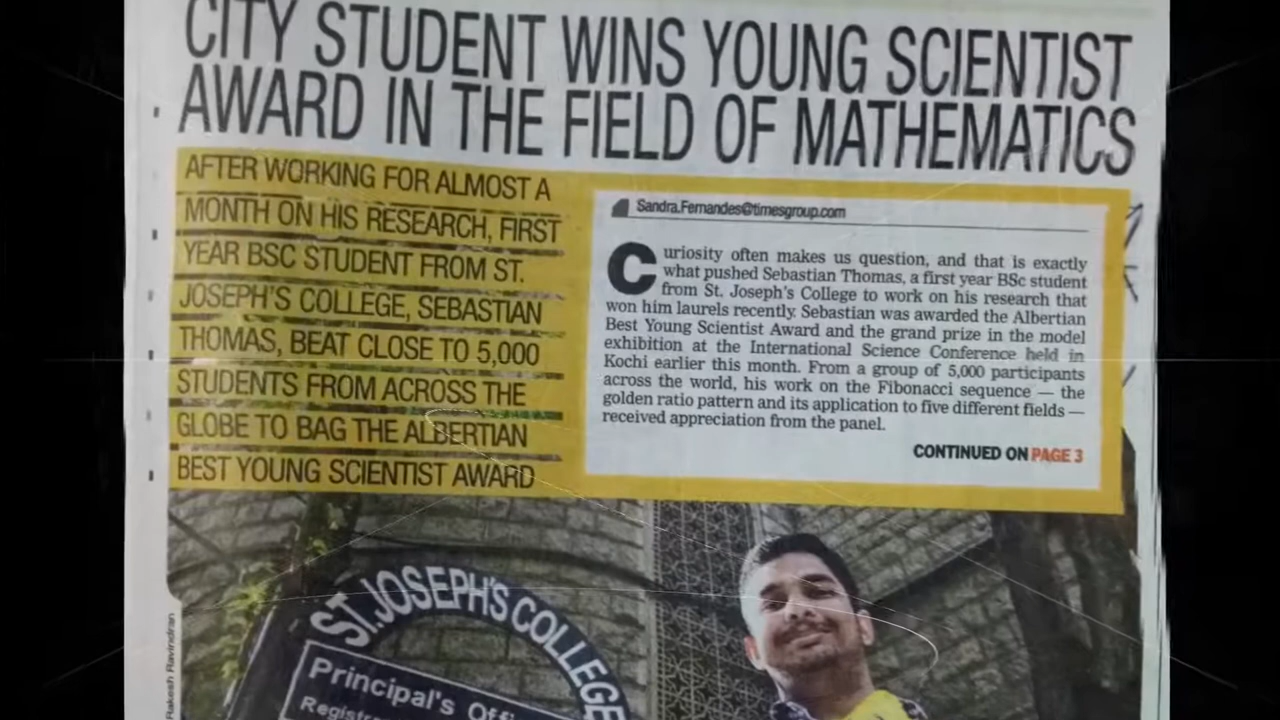 CITY STUDENT WINS YOUNG SCIENTIST
AWARD IN THE FIELD OF MATHEMATICS
AFTER WORKING FOR ALMOST A
MONTH ON HIS RESEARCH, FIRST
YEAR BSC STUDENT FROM ST.
JOSEPH'S COLLEGE, SEBASTIAN
THOMAS, BEAT CLOSE TO 5,000
STUDENTS FROM ACROSS THE
GLOBE TO BAG THE ALBERTIAN
BEST YOUNG SCIENTIST AWARD
Sandra.Fernandes@timesgroup.com
Curiosity often makes us question, and that is exactly
what pushed Sebastian Thomas, a first year BSc student
from St. Joseph's College to work on his research that
won him laurels recently. Sebastian was awarded the Albertian
Best Young Scientist Award and the grand prize in the model
exhibition at the International Science Conference held in
Kochi earlier this month. From a group of 5,000 participants
across the world, his work on the Fibonacci sequence — the
golden ratio pattern and its application to five different fields —
received appreciation from the panel.
CONTINUED ON PAGE 3
Rakesh Ravindran
ST. JOSEPH'S COLLEGE
Principal's Off
Registr